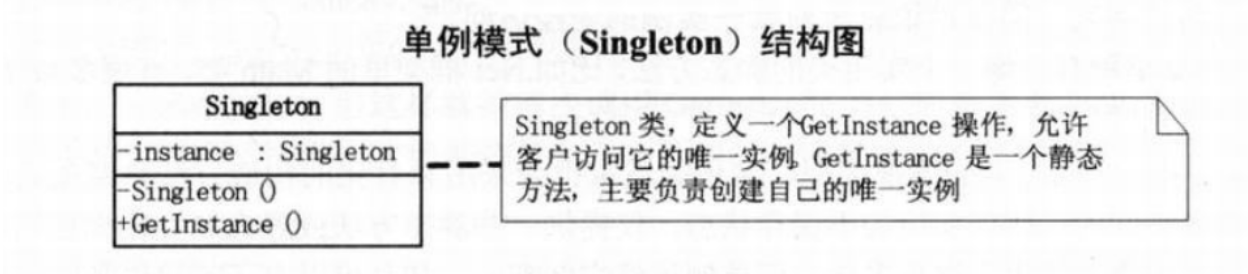 单例模式（Singleton）结构图
Singleton
-instance : Singleton
-Singleton ()
+GetInstance ()
Singleton 类，定义一个GetInstance 操作，允许
客户访问它的唯一实例，GetInstance 是一个静态
方法，主要负责创建自己的唯一实例